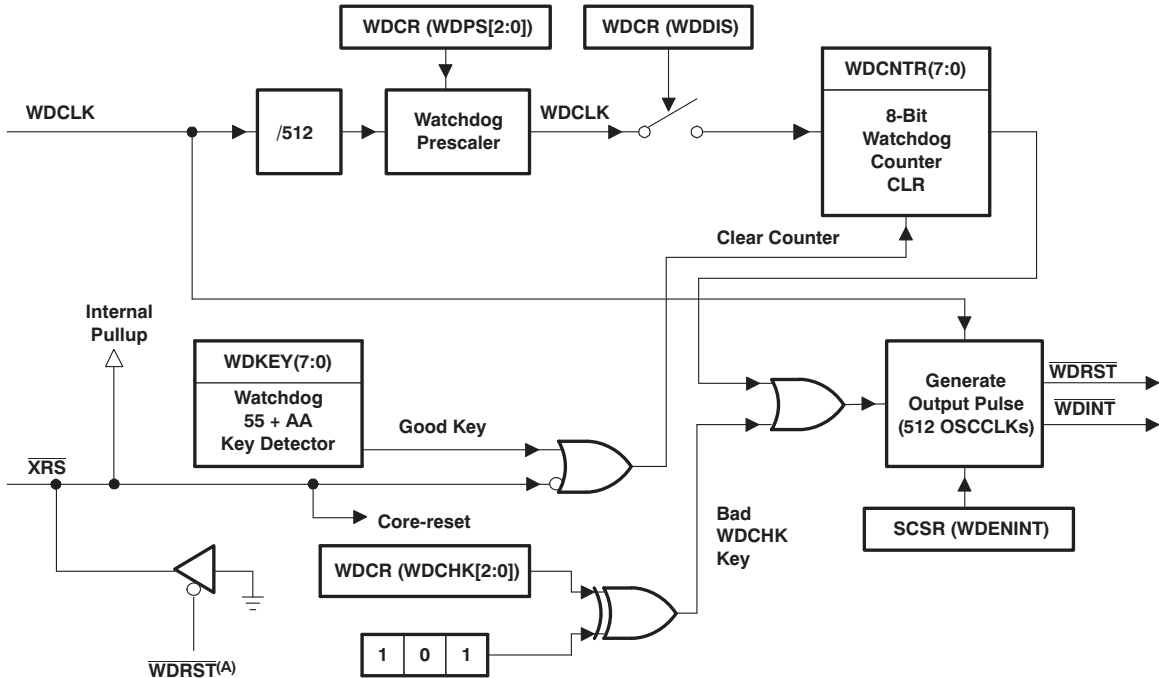 WDCR (WDPS[2:0])
WDCR (WDDIS)
WDCNTR(7:0)
WDCLK
/512
Watchdog
Prescaler
WDCLK
8-Bit
Watchdog
Counter
CLR
Clear Counter
Internal
Pullup
WDKEY(7:0)
Watchdog
55 + AA
Key Detector
Good Key
Generate
Output Pulse
(512 OSCCLKs)
WDRST
WDINT
XRS
Core-reset
Bad
WDCHK
Key
SCSR (WDENINT)
WDCR (WDCHK[2:0])
1 0 1
WDRST(A)